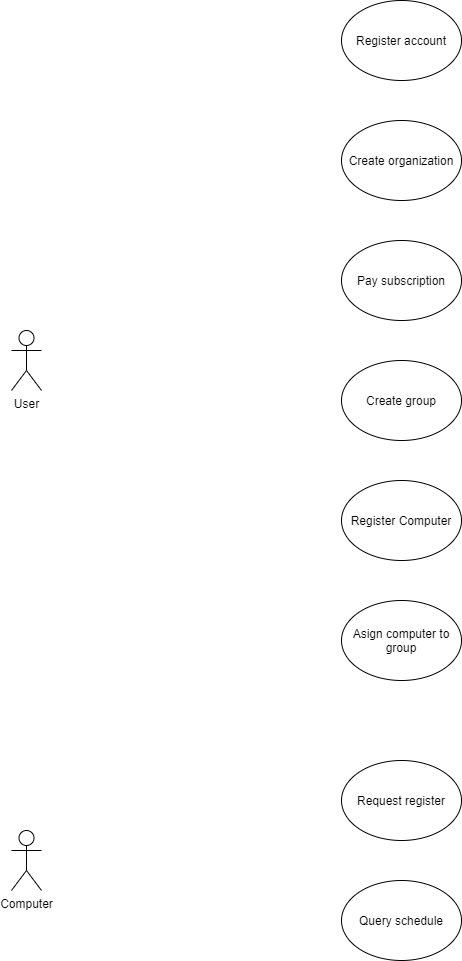 Register account
Create organization
Pay subscription
User
Create group
Register Computer
Asign computer to
group
Request register
Computer
Query schedule